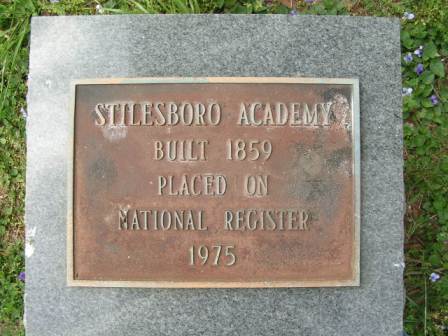 STILESBORO ACADEMY
BUILT 1859
PLACED ON
NATIONAL REGISTER
1975